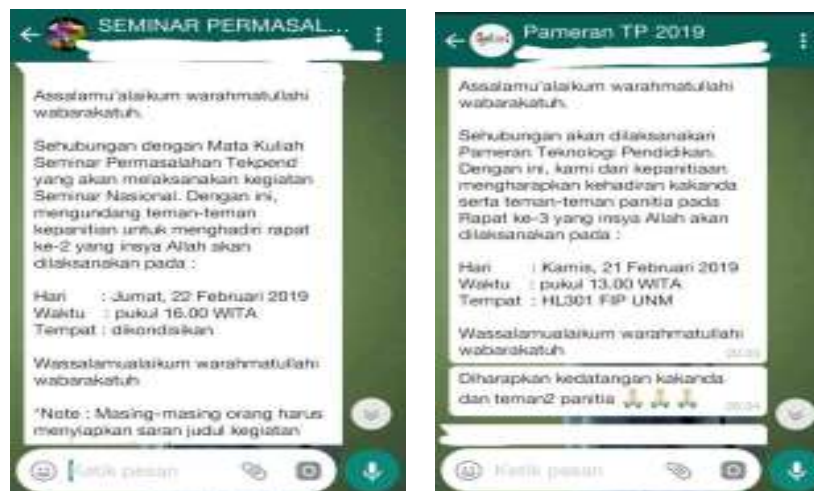 SEMINAR PERMASAL...
Assalamu'alaikum warahmatullahi
wabarakatuh.
Sehubungan dengan Mata Kuliah
Seminar Permasalahan Tekpend
yang akan melaksanakan kegiatan
Seminar Nasional. Dengan ini,
mengundang teman-teman
kepanitian untuk menghadiri rapat
ke-2 yang insya Allah akan
dilaksanakan pada :
Hari : Jumat, 22 Februari 2019
Waktu : pukul 16.00 WITA
Tempat : dikondisikan
Wassalamualaikum warahmatullahi
wabarakatuh
*Note : Masing-masing orang harus
menyiapkan saran judul kegiatan
Ketik pesan
Pameran TP 2019
Assalamu'alaikum warahmatullahi
wabarakatuh.
Sehubungan akan dilaksanakan
Pameran Teknologi Pendidikan.
Dengan ini, kami dari kepanitiaan
mengharapkan kehadiran kakanda
serta teman-teman panitia pada
Rapat ke-3 yang insya Allah akan
dilaksanakan pada :
Hari : Kamis, 21 Februari 2019
Waktu : pukul 13.00 WITA
Tempat : HL301 FIP UNM
Wassalamu'alaikum warahmatullahi
wabarakatuh
Diharapkan kedatangan kakanda
dan teman2 panitia 🙏🙏🙏
Ketik pesan